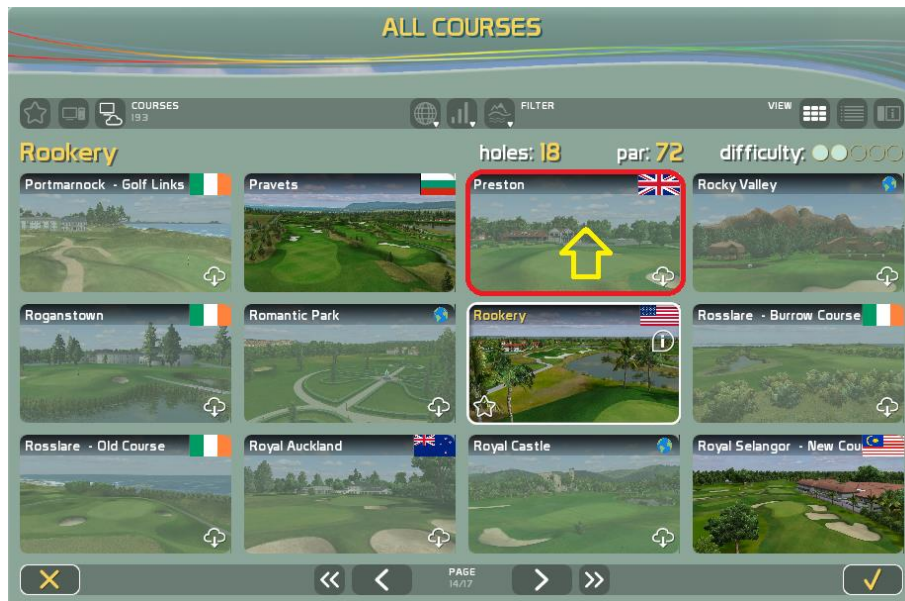 ALL COURSES
COURSES
193
FILTER
VIEW
Rookery
holes: 18
par: 72
difficulty:
Portmarnock - Golf Links
Pravets
Preston
Rocky Valley
Roganstown
Romantic Park
Rookery
Rosslare - Burrow Course
Rosslare - Old Course
Royal Auckland
Royal Castle
Royal Selangor - New Cou
PAGE
14/17